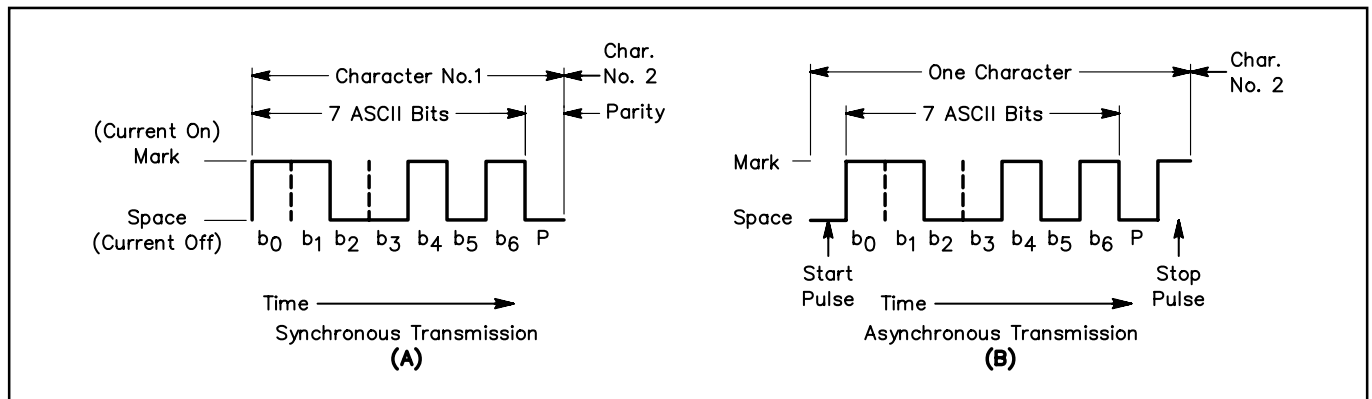 Character No.1
Char.
No. 2
7 ASCII Bits
Parity
(Current On)
Mark
Space
(Current Off)
b0 b1 b2 b3 b4 b5 b6 P
Time
Synchronous Transmission
(A)
One Character
Char.
No. 2
7 ASCII Bits
Mark
Space
b0 b1 b2 b3 b4 b5 b6 P
Start
Pulse
Stop
Pulse
Time
Asynchronous Transmission
(B)